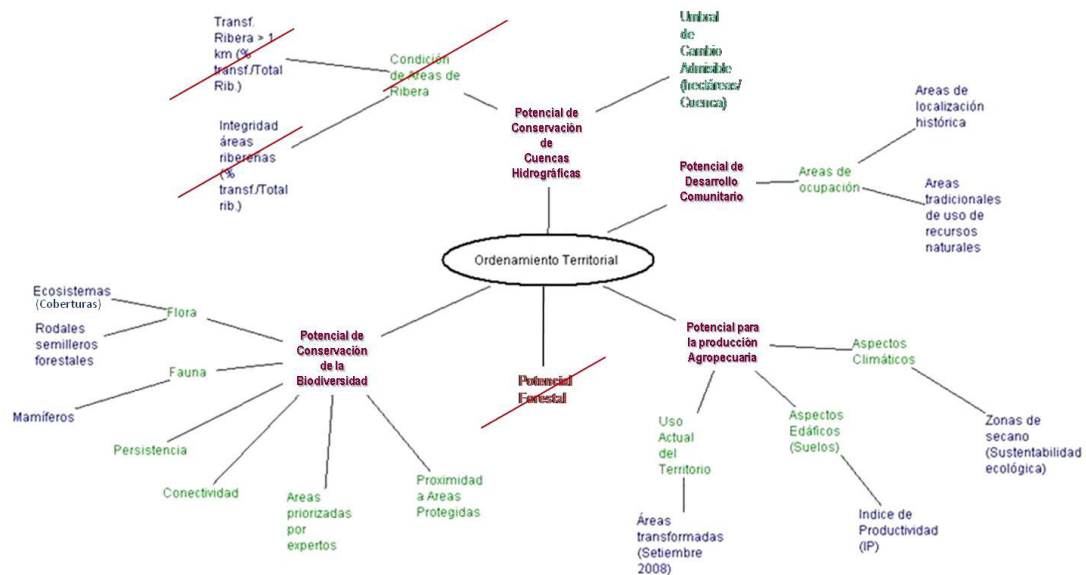 Transf.
Ribera > 1
km (%
transf./Total
Rib.)
Condición
de Areas de
Ribera
Integridad
áreas
ribereñas
(%
transf./Total
rib.)
Potencial de
Conservación
de
Cuencas
Hidrográficas
Umbral
de
Cambio
Admisible
(hectáreas/
Cuenca)
Potencial de
Desarrollo
Comunitario
Areas de
ocupación
Areas de
localización
histórica
Areas
tradicionales
de uso de
recursos
naturales
Ordenamiento Territorial
Ecosistemas
(Coberturas)
Flora
Rodales
semilleros
forestales
Fauna
Mamíferos
Potencial de
Conservación
de la
Biodiversidad
Persistencia
Conectividad
Areas
priorizadas
por
expertos
Proximidad
a Areas
Protegidas
Potencial
Forestal
Potencial para
la producción
Agropecuaria
Aspectos
Climáticos
Zonas de
secano
(Sustentabilidad
ecológica)
Aspectos
Edáficos
(Suelos)
Indice de
Productividad
(IP)
Uso
Actual
del
Territorio
Áreas
transformadas
(Setiembre
2008)